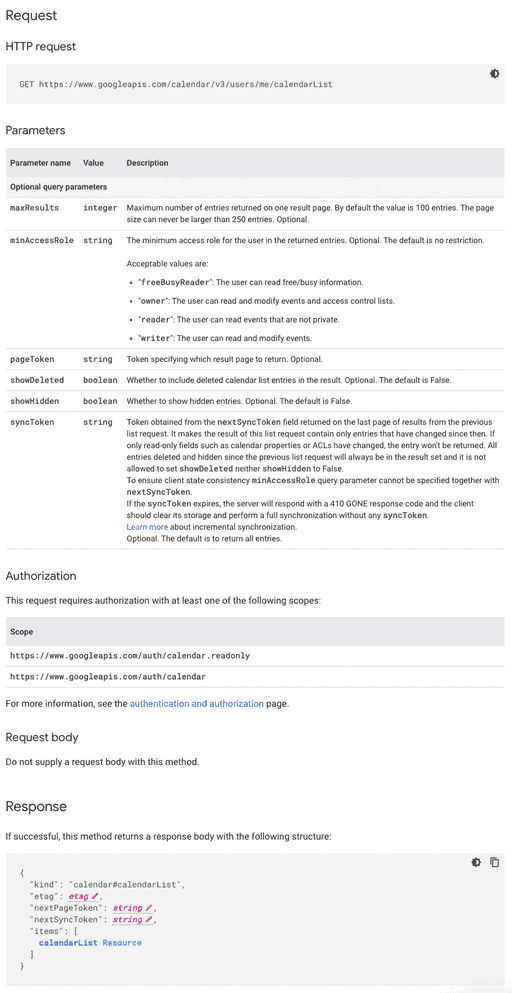 Request
HTTP request
GET https://www.googleapis.com/calendar/v3/users/me/calendarList
Parameters
Parameter name Value Description
Optional query parameters
maxResults integer Maximum number of entries returned on one result page. By default the value is 100 entries. The page
size can never be larger than 250 entries. Optional.
minAccessRole string The minimum access role for the user in the returned entries. Optional. The default is no restriction.
Acceptable values are:
• "freeBusyReader": The user can read free/busy information.
• "owner": The user can read and modify events and access control lists.
• "reader": The user can read events that are not private.
• "writer": The user can read and modify events.
pageToken string Token specifying which result page to return. Optional.
showDeleted boolean Whether to include deleted calendar list entries in the result. Optional. The default is False.
showHidden boolean Whether to show hidden entries. Optional. The default is False.
syncToken string Token obtained from the nextSyncToken field returned on the last page of results from the previous
list request. It makes the result of this list request contain only entries that have changed since then. If
only read-only fields such as calendar properties or ACLs have changed, the entry won't be returned. All
entries deleted and hidden since the previous list request will always be in the result set and it is not
allowed to set showDeleted neither showHidden to False.
To ensure client state consistency minAccessRole query parameter cannot be specified together with
nextSyncToken.
If the syncToken expires, the server will respond with a 410 GONE response code and the client
should clear its storage and perform a full synchronization without any syncToken.
Learn more about incremental synchronization.
Optional. The default is to return all entries.
Authorization
This request requires authorization with at least one of the following scopes:
Scope
https://www.googleapis.com/auth/calendar.readonly
https://www.googleapis.com/auth/calendar
For more information, see the authentication and authorization page.
Request body
Do not supply a request body with this method.
Response
If successful, this method returns a response body with the following structure:
{
"kind": "calendar#calendarList",
"etag": etag,
"nextPageToken": string,
"nextSyncToken": string,
"items": [
calendarList Resource
]
}